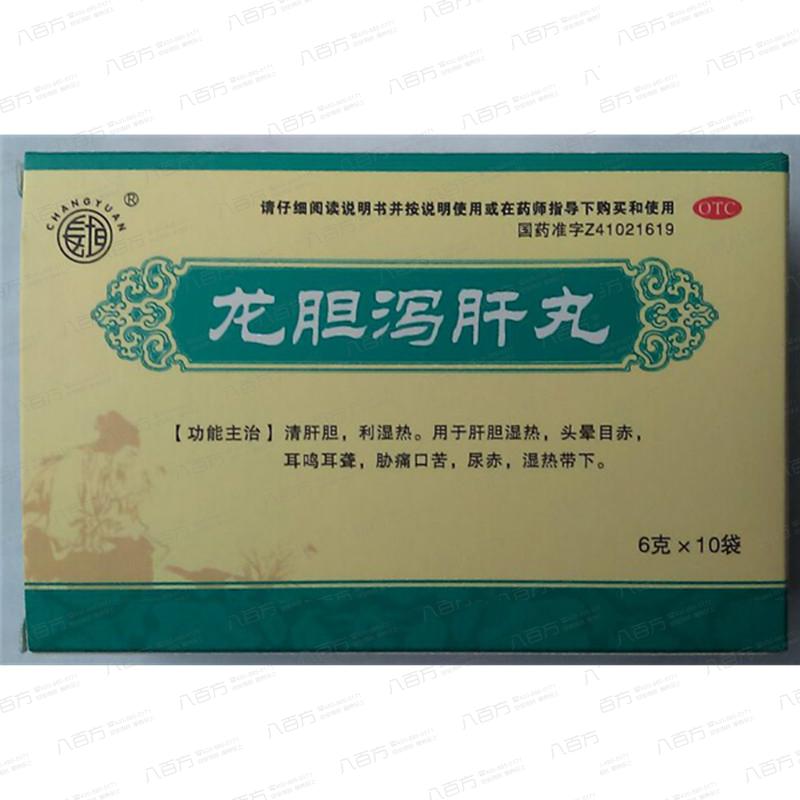 CHANGYUAN
®
请仔细阅读说明书并按说明使用或在药师指导下购买和使用
OTC
国药准字Z41021619
龙胆泻肝丸
【功能主治】清肝胆，利湿热。用于肝胆湿热，头晕目赤，
耳鸣耳聋，胁痛口苦，尿赤，湿热带下。
6克×10袋
八百方